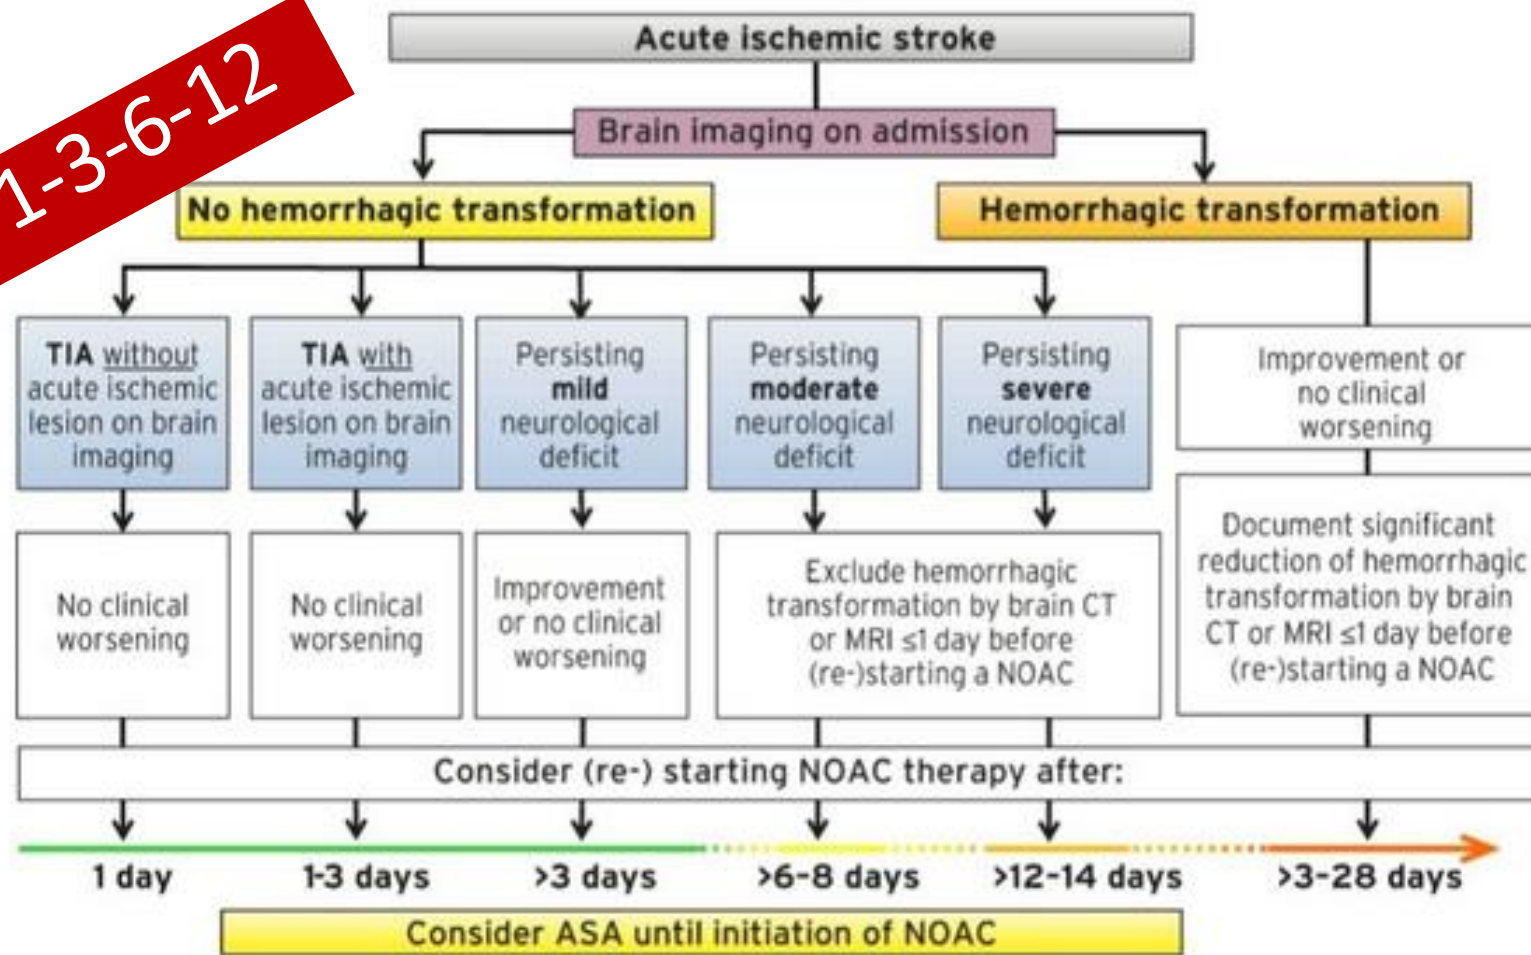 1-3-6-12
Acute ischemic stroke
Brain imaging on admission
No hemorrhagic transformation
Hemorrhagic transformation
TIA without
acute ischemic
lesion on brain
imaging
TIA with
acute ischemic
lesion on brain
imaging
Persisting
mild
neurological
deficit
Persisting
moderate
neurological
deficit
Persisting
severe
neurological
deficit
Improvement or
no clinical
worsening
No clinical
worsening
No clinical
worsening
Improvement
or no clinical
worsening
Exclude hemorrhagic
transformation by brain CT
or MRI ≤1 day before
(re-)starting a NOAC
Document significant
reduction of hemorrhagic
transformation by brain
CT or MRI ≤1 day before
(re-)starting a NOAC
Consider (re-) starting NOAC therapy after:
1 day
1-3 days
>3 days
>6-8 days
>12-14 days
>3-28 days
Consider ASA until initiation of NOAC